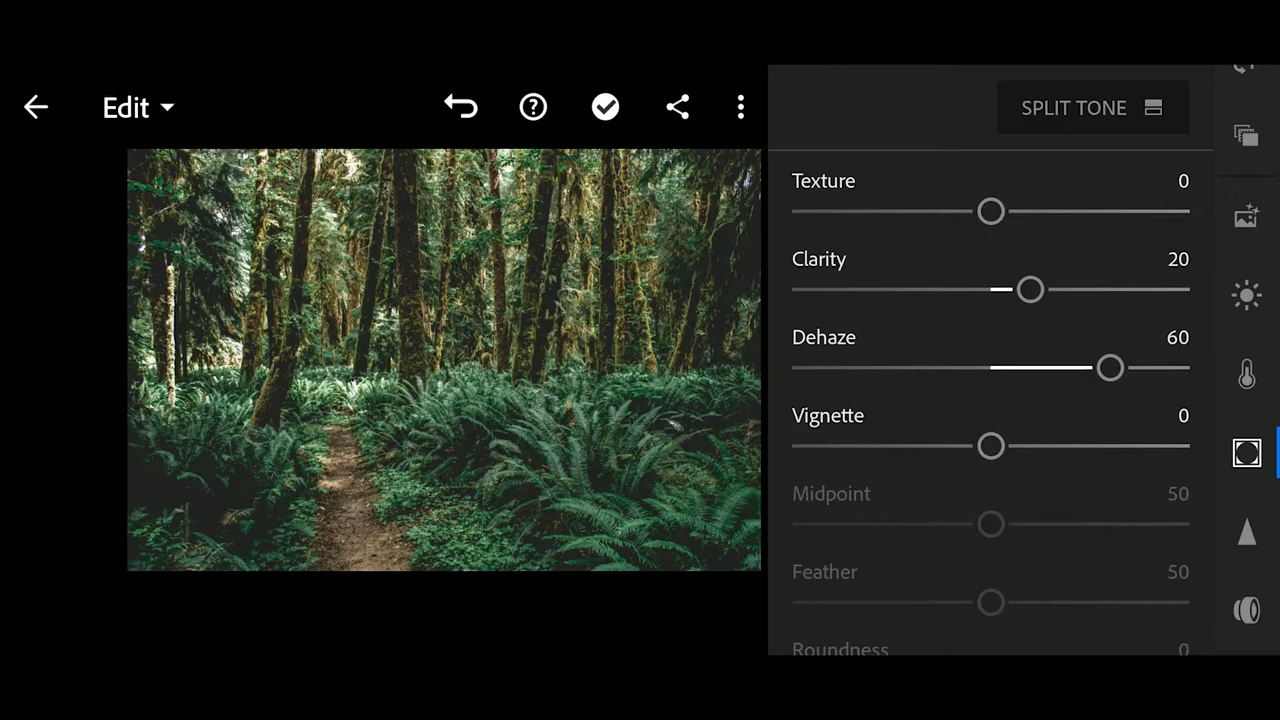 Edit
SPLIT TONE
Texture 0
Clarity 20
Dehaze 60
Vignette 0
Midpoint 50
Feather 50
Roundness 0